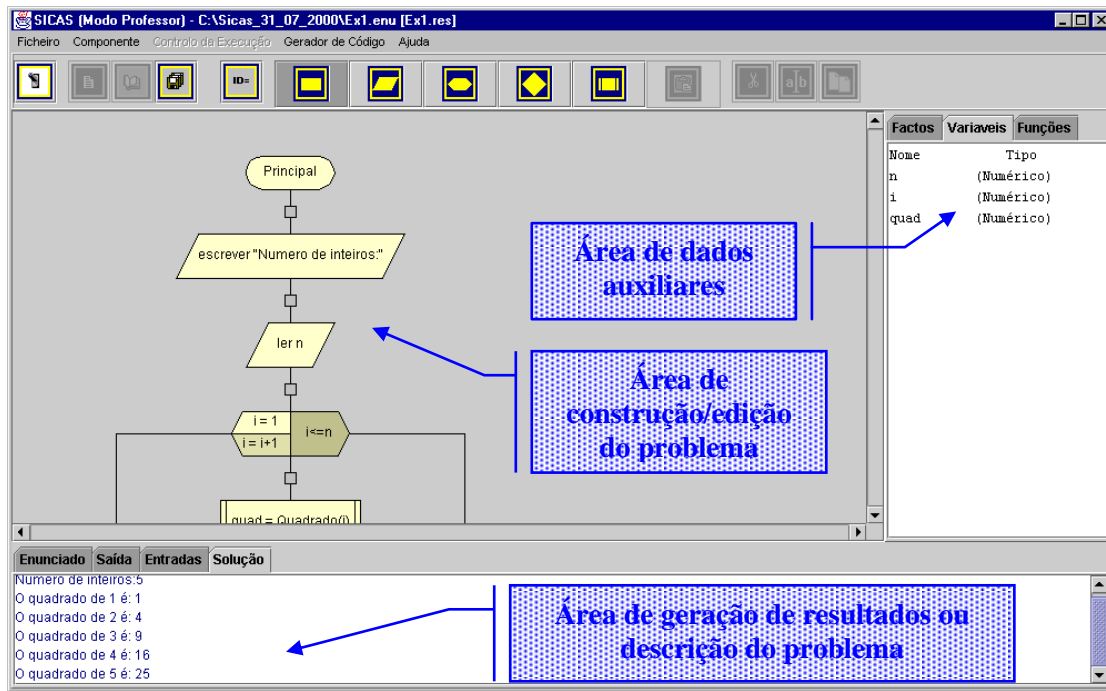 SICAS (Modo Professor) - C:\Sicas_31_07_2000\Ex1.enu [Ex1.res]
Ficheiro Componente Controlo da Execução Gerador de Código Ajuda
ID=
a|b
Factos Variaveis Funções
Nome Tipo
n (Numérico)
i (Numérico)
quad (Numérico)
Principal
escrever "Numero de inteiros:"
ler n
i = 1
i = i+1
i<=n
quad = Quadrado(i)
Área de dados
auxiliares
Área de
construção/edição
do problema
Enunciado Saída Entradas Solução
Numero de inteiros:5
O quadrado de 1 é: 1
O quadrado de 2 é: 4
O quadrado de 3 é: 9
O quadrado de 4 é: 16
O quadrado de 5 é: 25
Área de geração de resultados ou
descrição do problema